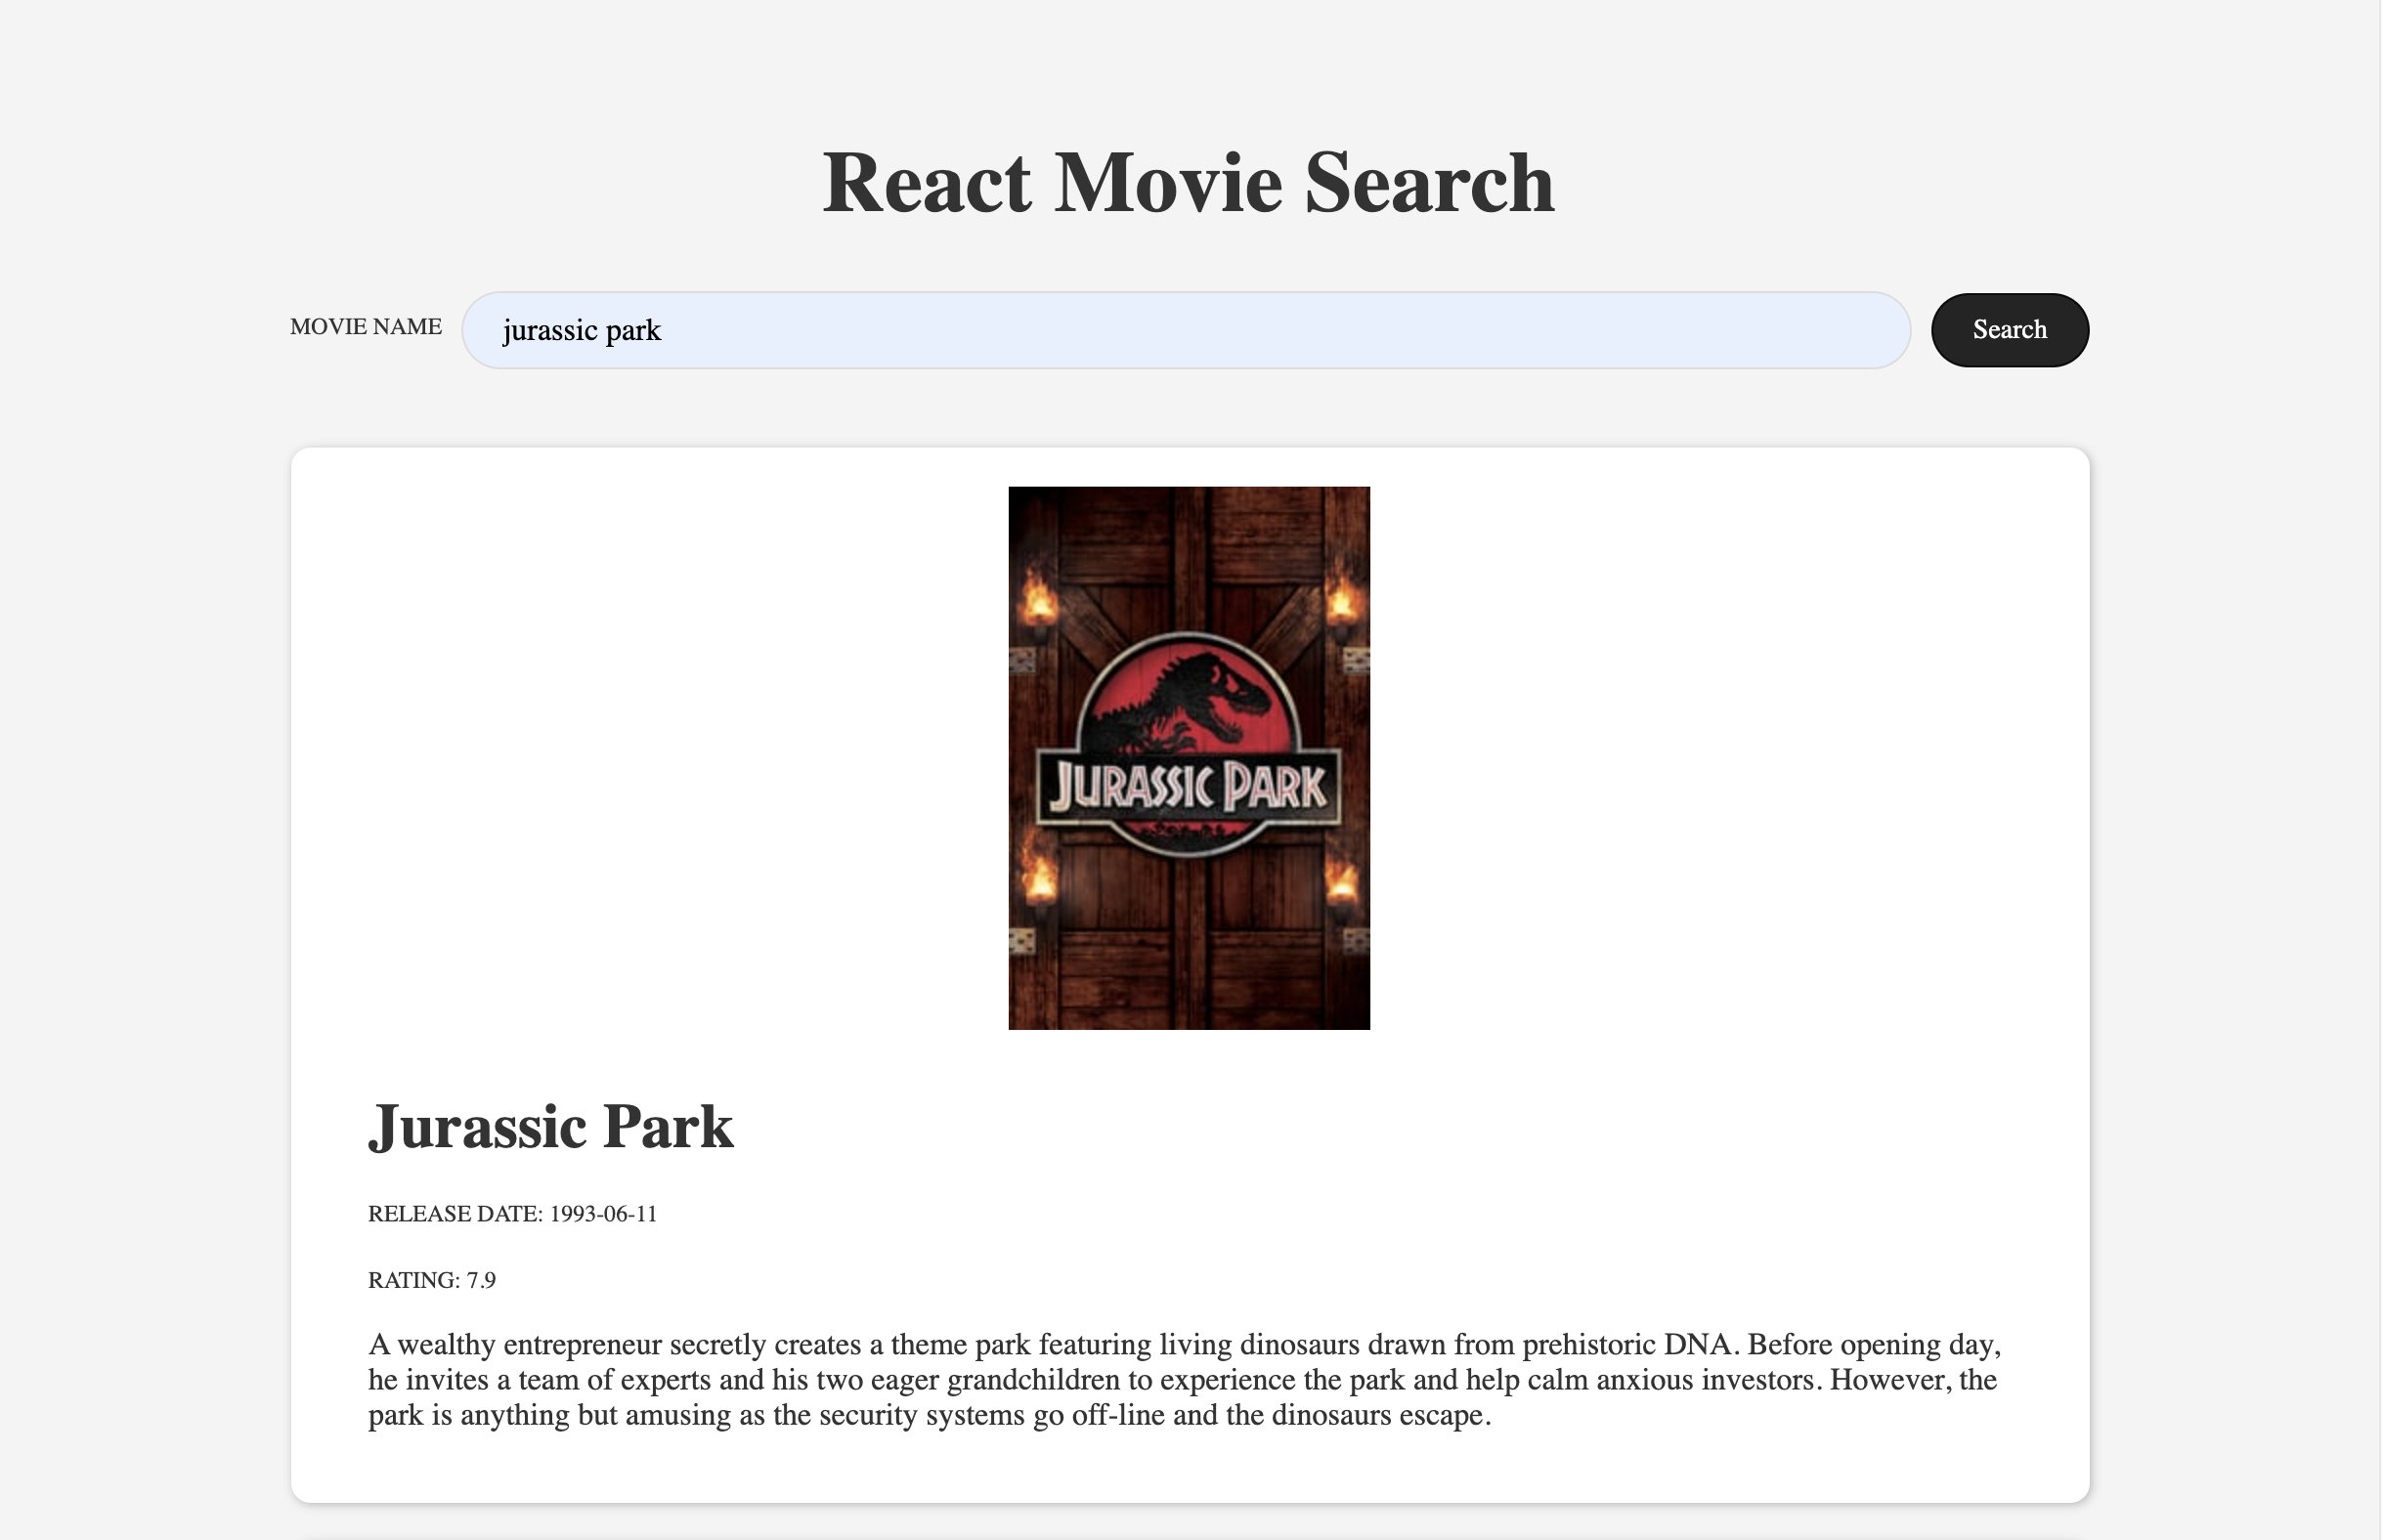 React Movie Search
MOVIE NAME
jurassic park
Search
JURASSIC PARK
Jurassic Park
RELEASE DATE: 1993-06-11
RATING: 7.9
A wealthy entrepreneur secretly creates a theme park featuring living dinosaurs drawn from prehistoric DNA. Before opening day,
he invites a team of experts and his two eager grandchildren to experience the park and help calm anxious investors. However, the
park is anything but amusing as the security systems go off-line and the dinosaurs escape.